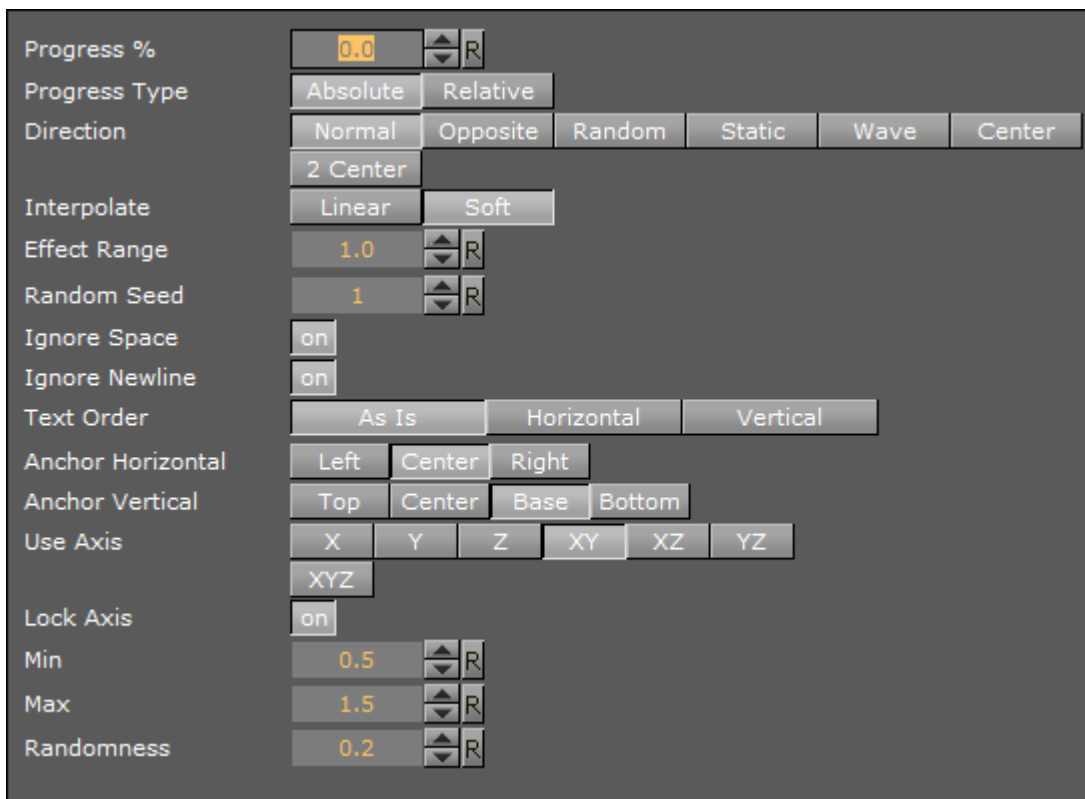 Progress % 0.0 R
Progress Type Absolute Relative
Direction Normal Opposite Random Static Wave Center
2 Center
Interpolate Linear Soft
Effect Range 1.0 R
Random Seed 1 R
Ignore Space on
Ignore Newline on
Text Order As Is Horizontal Vertical
Anchor Horizontal Left Center Right
Anchor Vertical Top Center Base Bottom
Use Axis X Y Z XY XZ YZ
XYZ
Lock Axis on
Min 0.5 R
Max 1.5 R
Randomness 0.2 R